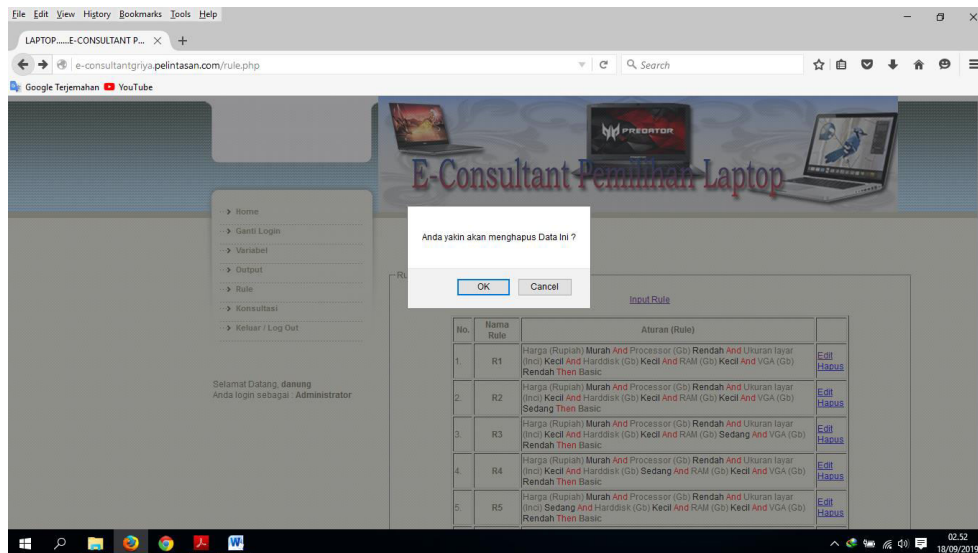 File Edit View History Bookmarks Tools Help
LAPTOP......E-CONSULTANT P...
e-consultantgriya.pelintasan.com/rule.php
Search
Google Terjemahan YouTube
PREDATOR
E-Consultant Pemilihan Laptop
Home
Ganti Login
Variabel
Output
Rule
Konsultasi
Keluar / Log Out
Selamat Datang, danung
Anda login sebagai : Administrator
Anda yakin akan menghapus Data Ini ?
OK Cancel
Input Rule
No. Nama Rule Aturan (Rule)
1. R1 Harga (Rupiah) Murah And Processor (Gb) Rendah And Ukuran layar
(Inci) Kecil And Harddisk (Gb) Kecil And RAM (Gb) Kecil And VGA (Gb)
Rendah Then Basic
Edit
Hapus
2. R2 Harga (Rupiah) Murah And Processor (Gb) Rendah And Ukuran layar
(Inci) Kecil And Harddisk (Gb) Kecil And RAM (Gb) Kecil And VGA (Gb)
Sedang Then Basic
Edit
Hapus
3. R3 Harga (Rupiah) Murah And Processor (Gb) Rendah And Ukuran layar
(Inci) Kecil And Harddisk (Gb) Kecil And RAM (Gb) Sedang And VGA (Gb)
Rendah Then Basic
Edit
Hapus
4. R4 Harga (Rupiah) Murah And Processor (Gb) Rendah And Ukuran layar
(Inci) Kecil And Harddisk (Gb) Sedang And RAM (Gb) Kecil And VGA (Gb)
Rendah Then Basic
Edit
Hapus
5. R5 Harga (Rupiah) Murah And Processor (Gb) Rendah And Ukuran layar
(Inci) Sedang And Harddisk (Gb) Kecil And RAM (Gb) Kecil And VGA (Gb)
Rendah Then Basic
Edit
Hapus
02.52
18/09/2019